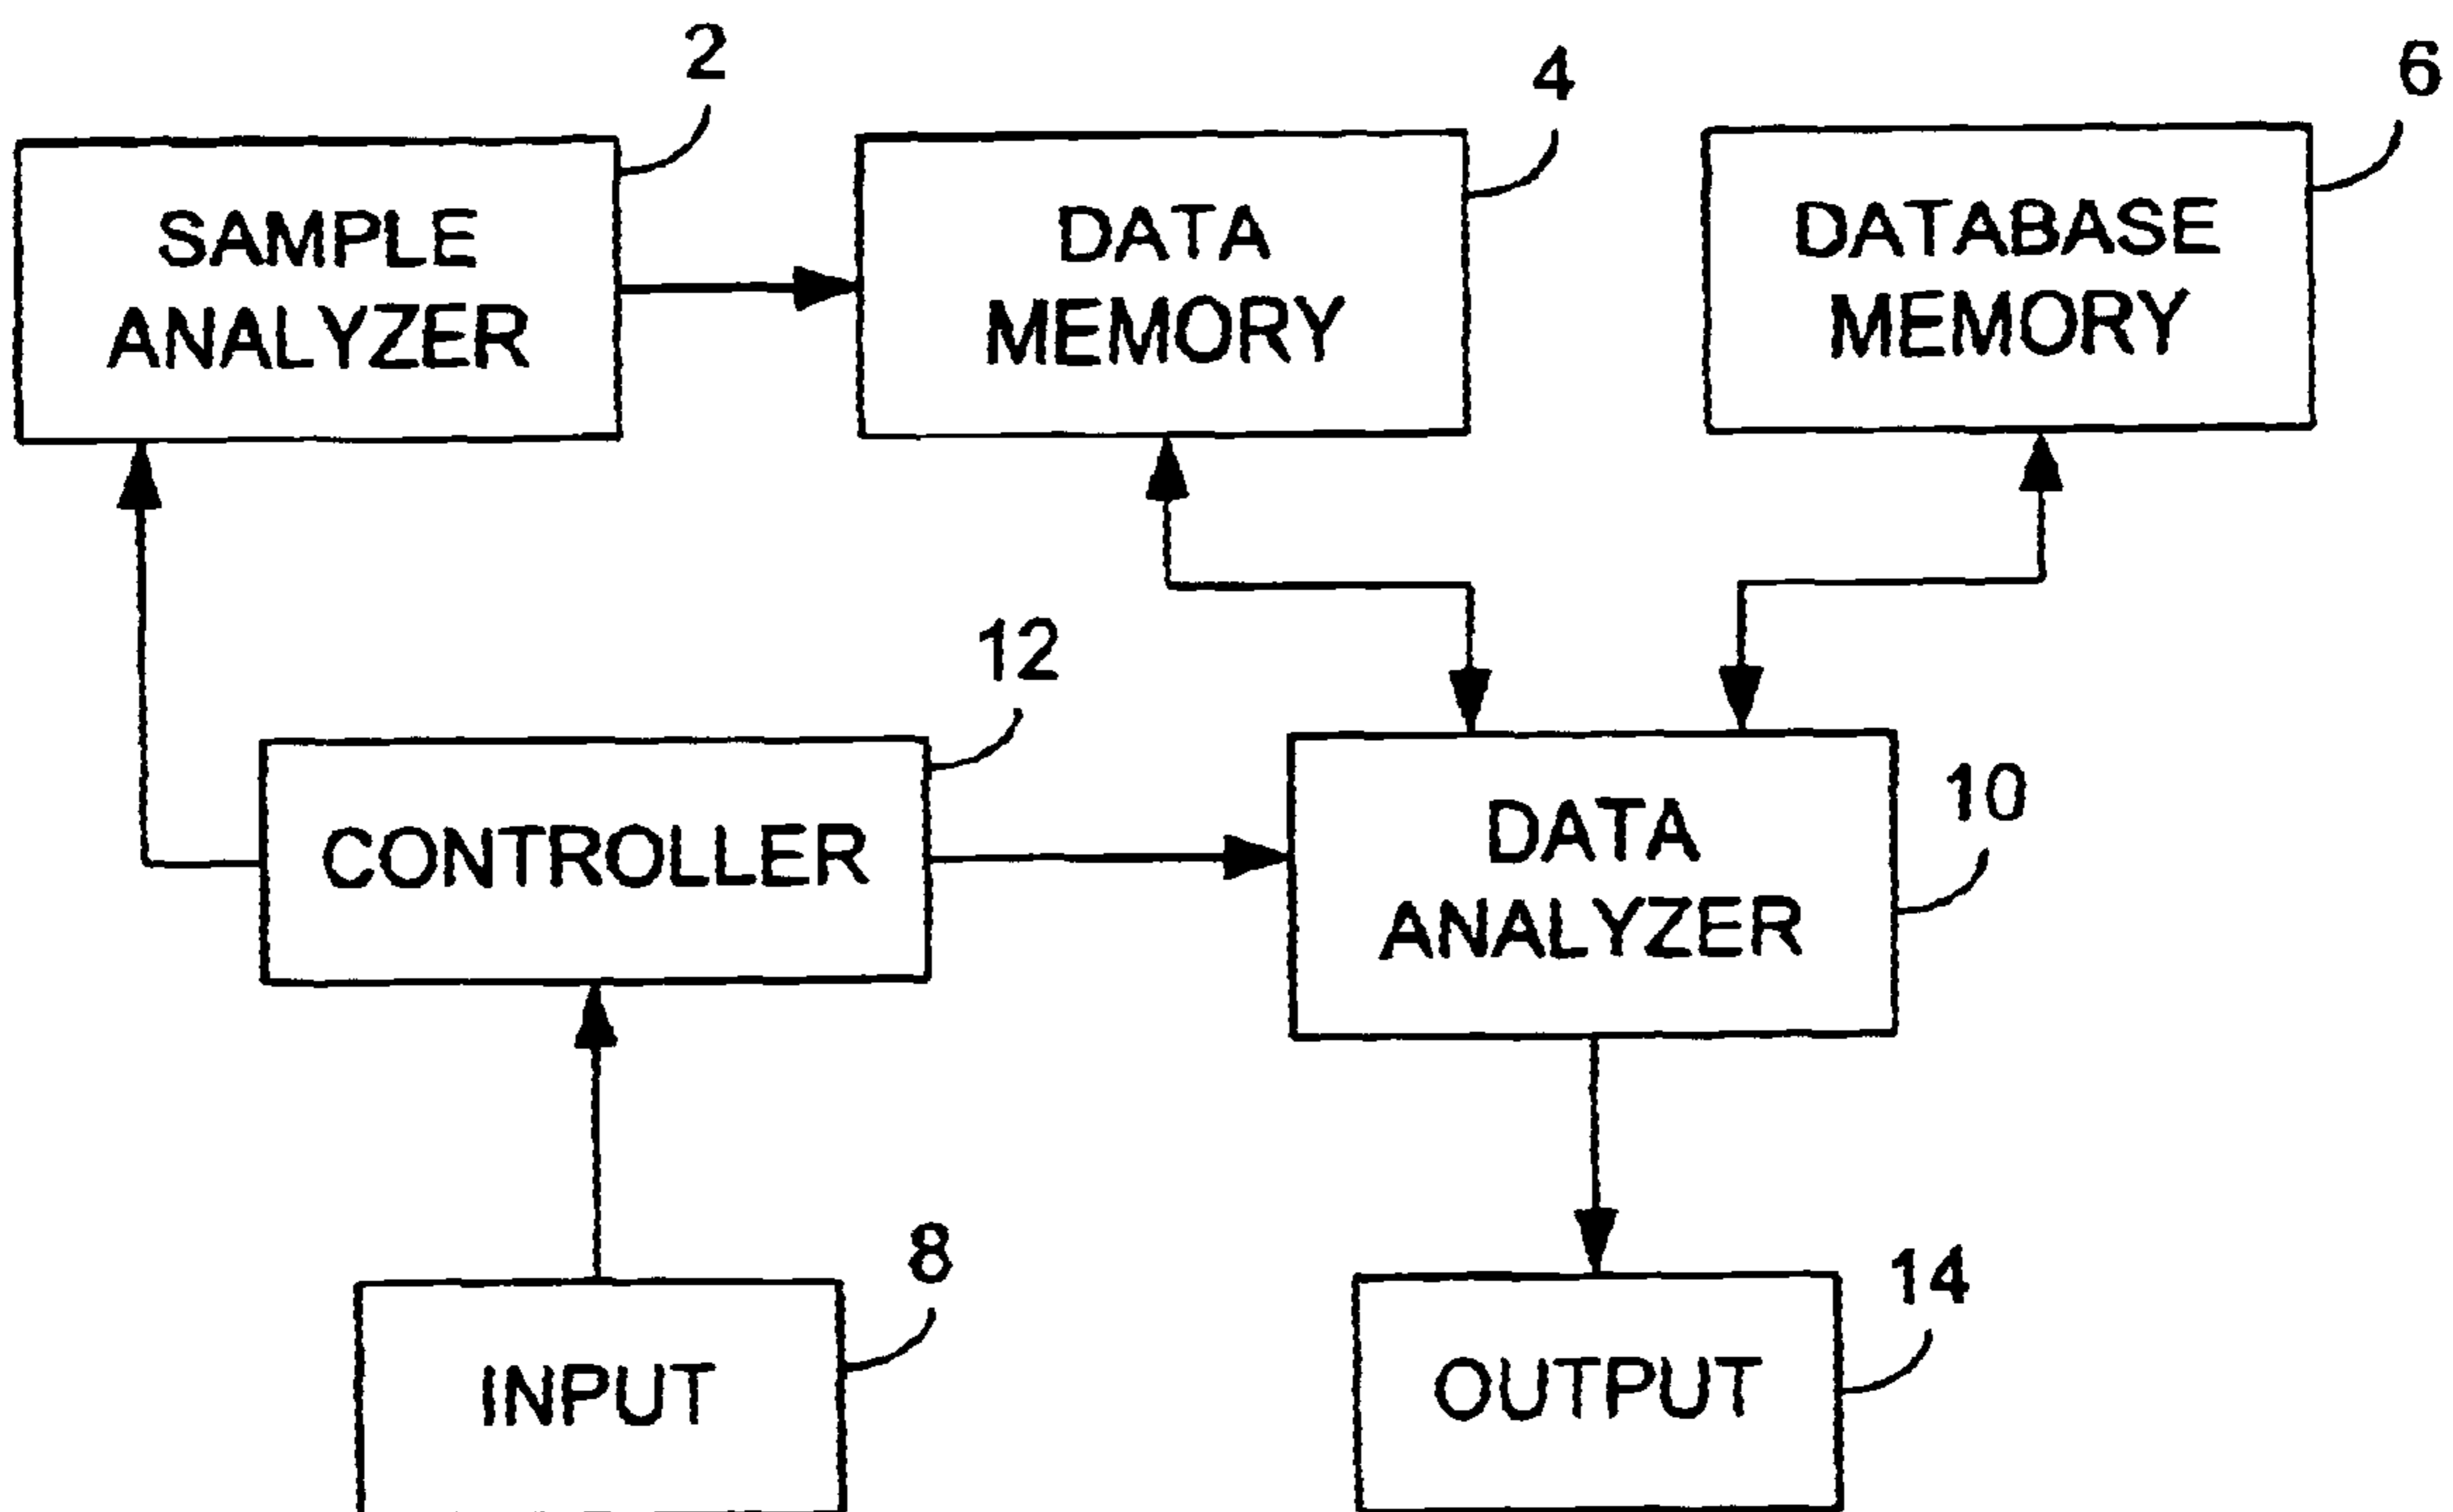 2
4
6
SAMPLE
ANALYZER
DATA
MEMORY
DATABASE
MEMORY
12
10
CONTROLLER
DATA
ANALYZER
8
14
INPUT
OUTPUT